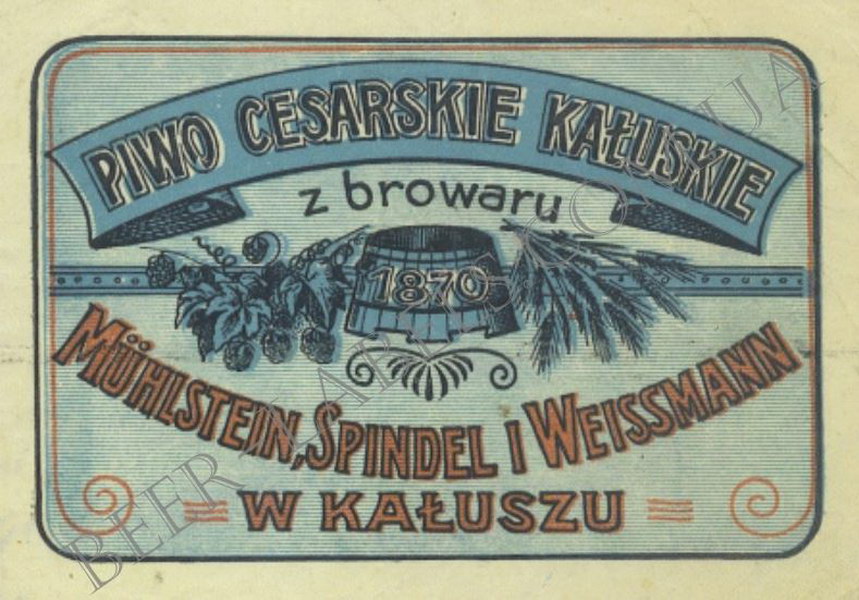 PIWO CESARSKIE KAŁUSKIE
z browaru
1870
MÜHLSTEIN, SPINDEL I WEISSMANN
W KAŁUSZU